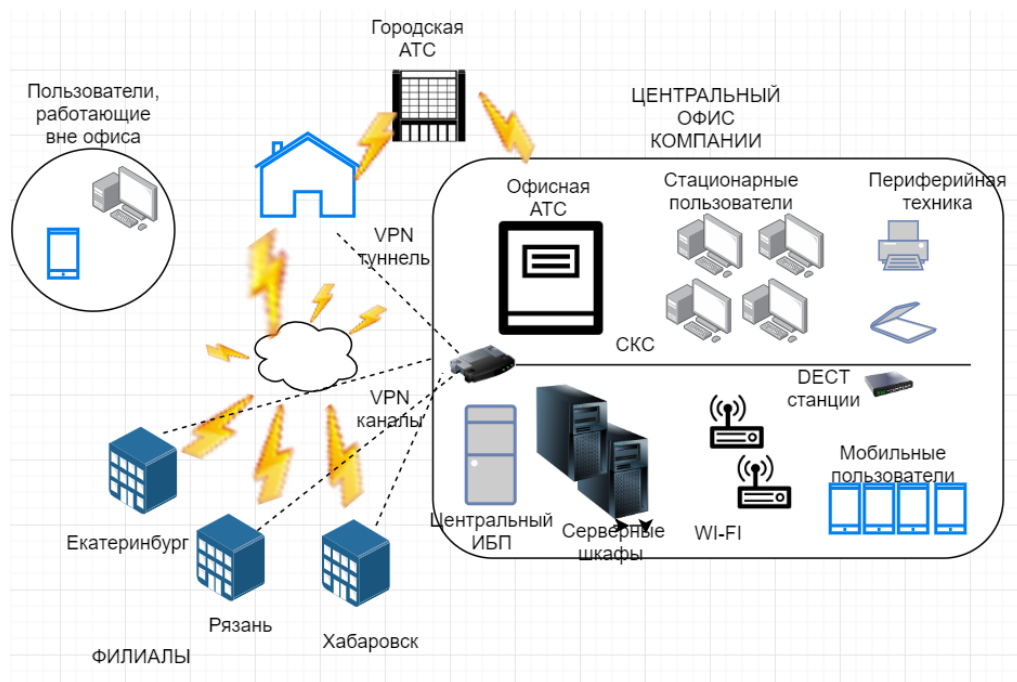 Городская
АТС
Пользователи,
работающие
вне офиса
ЦЕНТРАЛЬНЫЙ
ОФИС
КОМПАНИИ
Офисная
АТС
Стационарные
пользователи
Периферийная
техника
VPN
туннель
СКС
DECT
станции
VPN
каналы
Мобильные
пользователи
Центральный
ИБП
Серверные
шкафы
WI-FI
Екатеринбург
Рязань
Хабаровск
ФИЛИАЛЫ